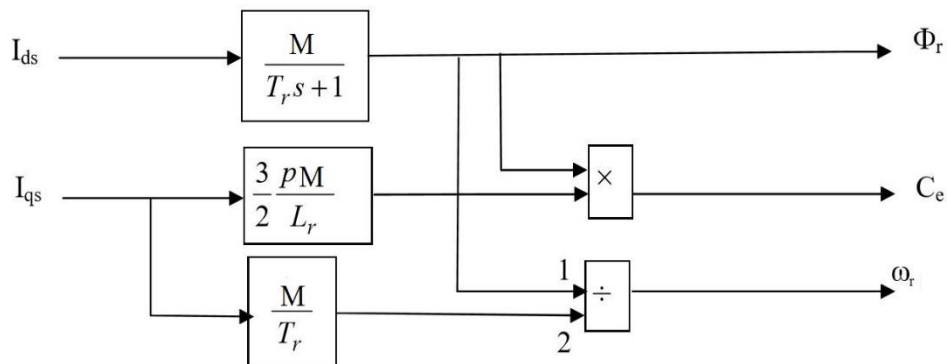 I_ds
M
T_r s + 1
Φ_r
I_qs
3 pM
2 L_r
×
C_e
M
T_r
1
÷
2
ω_r